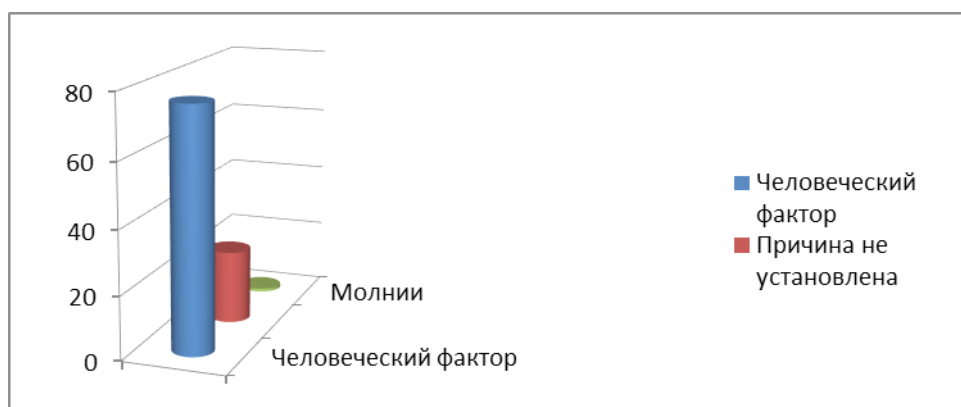 80
60
40
20
0
Молнии
Человеческий фактор
Человеческий
фактор
Причина не
установлена